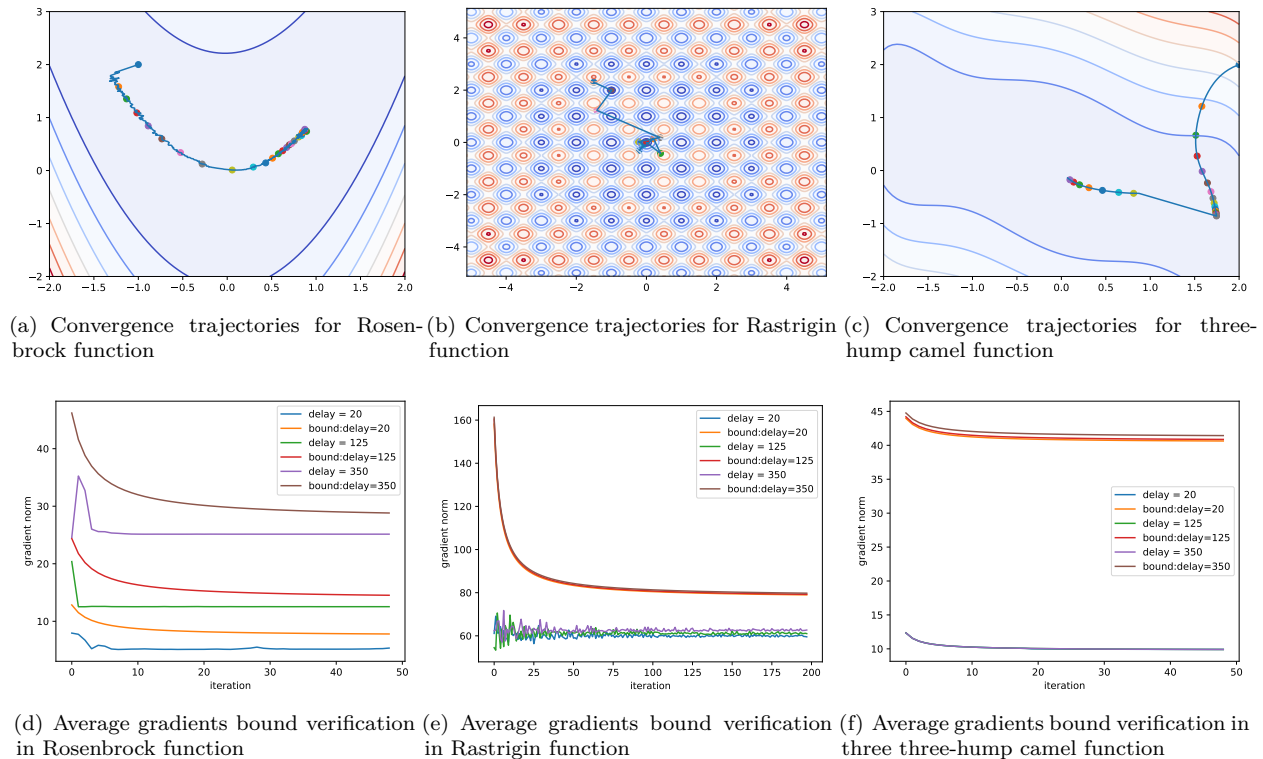 3
2
1
0
−1
−2
−2.0 −1.5 −1.0 −0.5 0.0 0.5 1.0 1.5 2.0
4
2
0
−2
−4
−4 −2 0 2 4
3
2
1
0
−1
−2
−2.0 −1.5 −1.0 −0.5 0.0 0.5 1.0 1.5 2.0
(a) Convergence trajectories for Rosen-
brock function
(b) Convergence trajectories for Rastrigin
function
(c) Convergence trajectories for three-
hump camel function
gradient norm
40
30
20
10
0 10 20 30 40 50
iteration
delay = 20
bound:delay=20
delay = 125
bound:delay=125
delay = 350
bound:delay=350
gradient norm
160
140
120
100
80
60
0 25 50 75 100 125 150 175 200
iteration
delay = 20
bound:delay=20
delay = 125
bound:delay=125
delay = 350
bound:delay=350
gradient norm
45
40
35
30
25
20
15
10
0 10 20 30 40 50
iteration
delay = 20
bound:delay=20
delay = 125
bound:delay=125
delay = 350
bound:delay=350
(d) Average gradients bound verification
in Rosenbrock function
(e) Average gradients bound verification
in Rastrigin function
(f) Average gradients bound verification in
three three-hump camel function